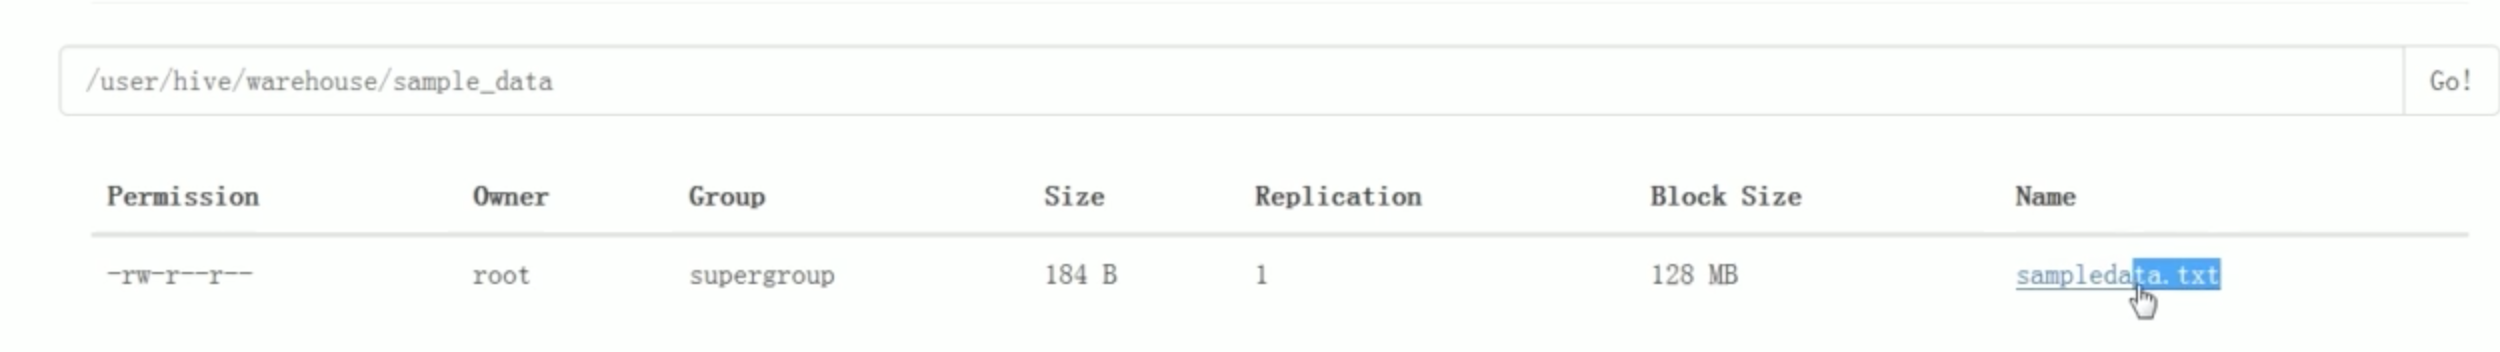 /user/hive/warehouse/sample_data Go!
Permission Owner Group Size Replication Block Size Name
-rw-r--r-- root supergroup 184 B 1 128 MB sampledata.txt